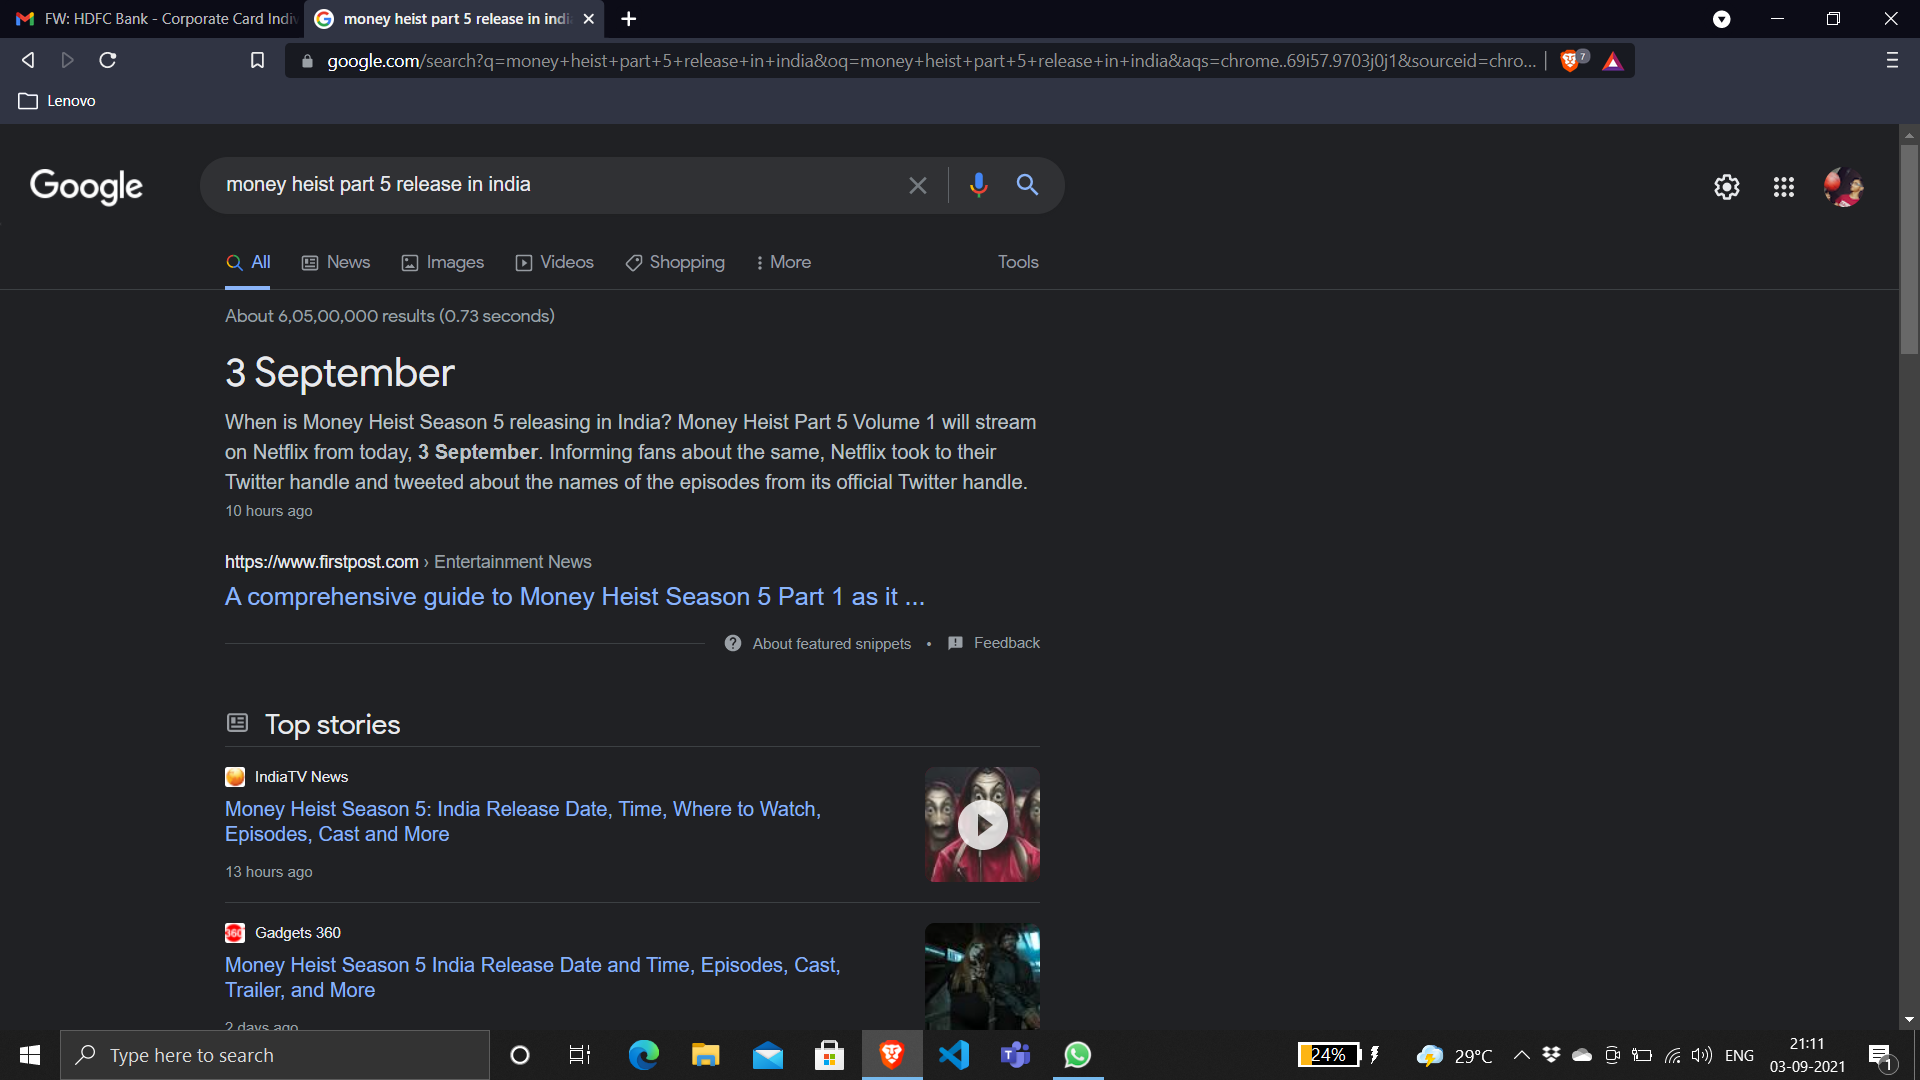 FW: HDFC Bank - Corporate Card Indiv
money heist part 5 release in indi
google.com/search?q=money+heist+part+5+release+in+india&oq=money+heist+part+5+release+in+india&aqs=chrome..69i57.9703j0j1&sourceid=chro...
7
Lenovo
Google
money heist part 5 release in india
All
News
Images
Videos
Shopping
More
Tools
About 6,05,00,000 results (0.73 seconds)
3 September
When is Money Heist Season 5 releasing in India? Money Heist Part 5 Volume 1 will stream
on Netflix from today, 3 September. Informing fans about the same, Netflix took to their
Twitter handle and tweeted about the names of the episodes from its official Twitter handle.
10 hours ago
https://www.firstpost.com › Entertainment News
A comprehensive guide to Money Heist Season 5 Part 1 as it ...
About featured snippets • Feedback
Top stories
IndiaTV News
Money Heist Season 5: India Release Date, Time, Where to Watch,
Episodes, Cast and More
13 hours ago
360
Gadgets 360
Money Heist Season 5 India Release Date and Time, Episodes, Cast,
Trailer, and More
2 days ago
Type here to search
24%
29°C
ENG
21:11
03-09-2021
1